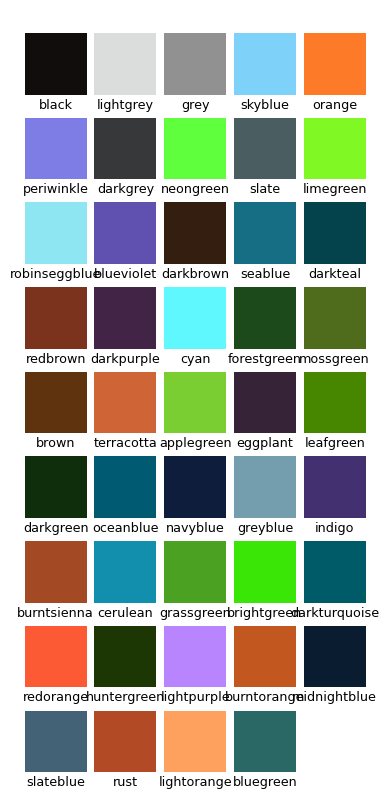 black lightgrey grey skyblue orange
periwinkle darkgrey neongreen slate limegreen
robinseggblue blueviolet darkbrown seablue darkteal
redbrown darkpurple cyan forestgreen mossgreen
brown terracotta applegreen eggplant leafgreen
darkgreen oceanblue navyblue greyblue indigo
burntsienna cerulean grassgreen brightgreen darkturquoise
redorange huntergreen lightpurple burntorange midnightblue
slateblue rust lightorange bluegreen